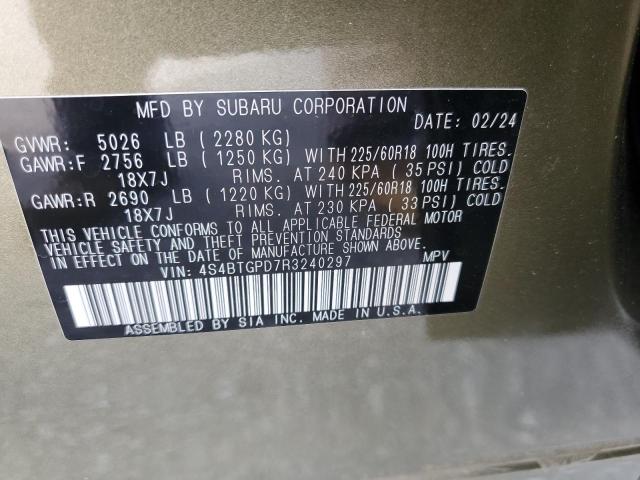 MFD BY SUBARU CORPORATION
DATE: 02/24
GVWR: 5026 LB ( 2280 KG)
GAWR:F 2756 LB ( 1250 KG) WITH 225/60R18 100H TIRES.
18X7J RIMS. AT 240 KPA ( 35 PSI) COLD
GAWR:R 2690 LB ( 1220 KG) WITH 225/60R18 100H TIRES.
18X7J RIMS. AT 230 KPA ( 33 PSI) COLD
THIS VEHICLE CONFORMS TO ALL APPLICABLE FEDERAL MOTOR
VEHICLE SAFETY AND THEFT PREVENTION STANDARDS
IN EFFECT ON THE DATE OF MANUFACTURE SHOWN ABOVE.
VIN: 4S4BTGPD7R3240297 MPV
ASSEMBLED BY SIA INC. MADE IN U.S.A.